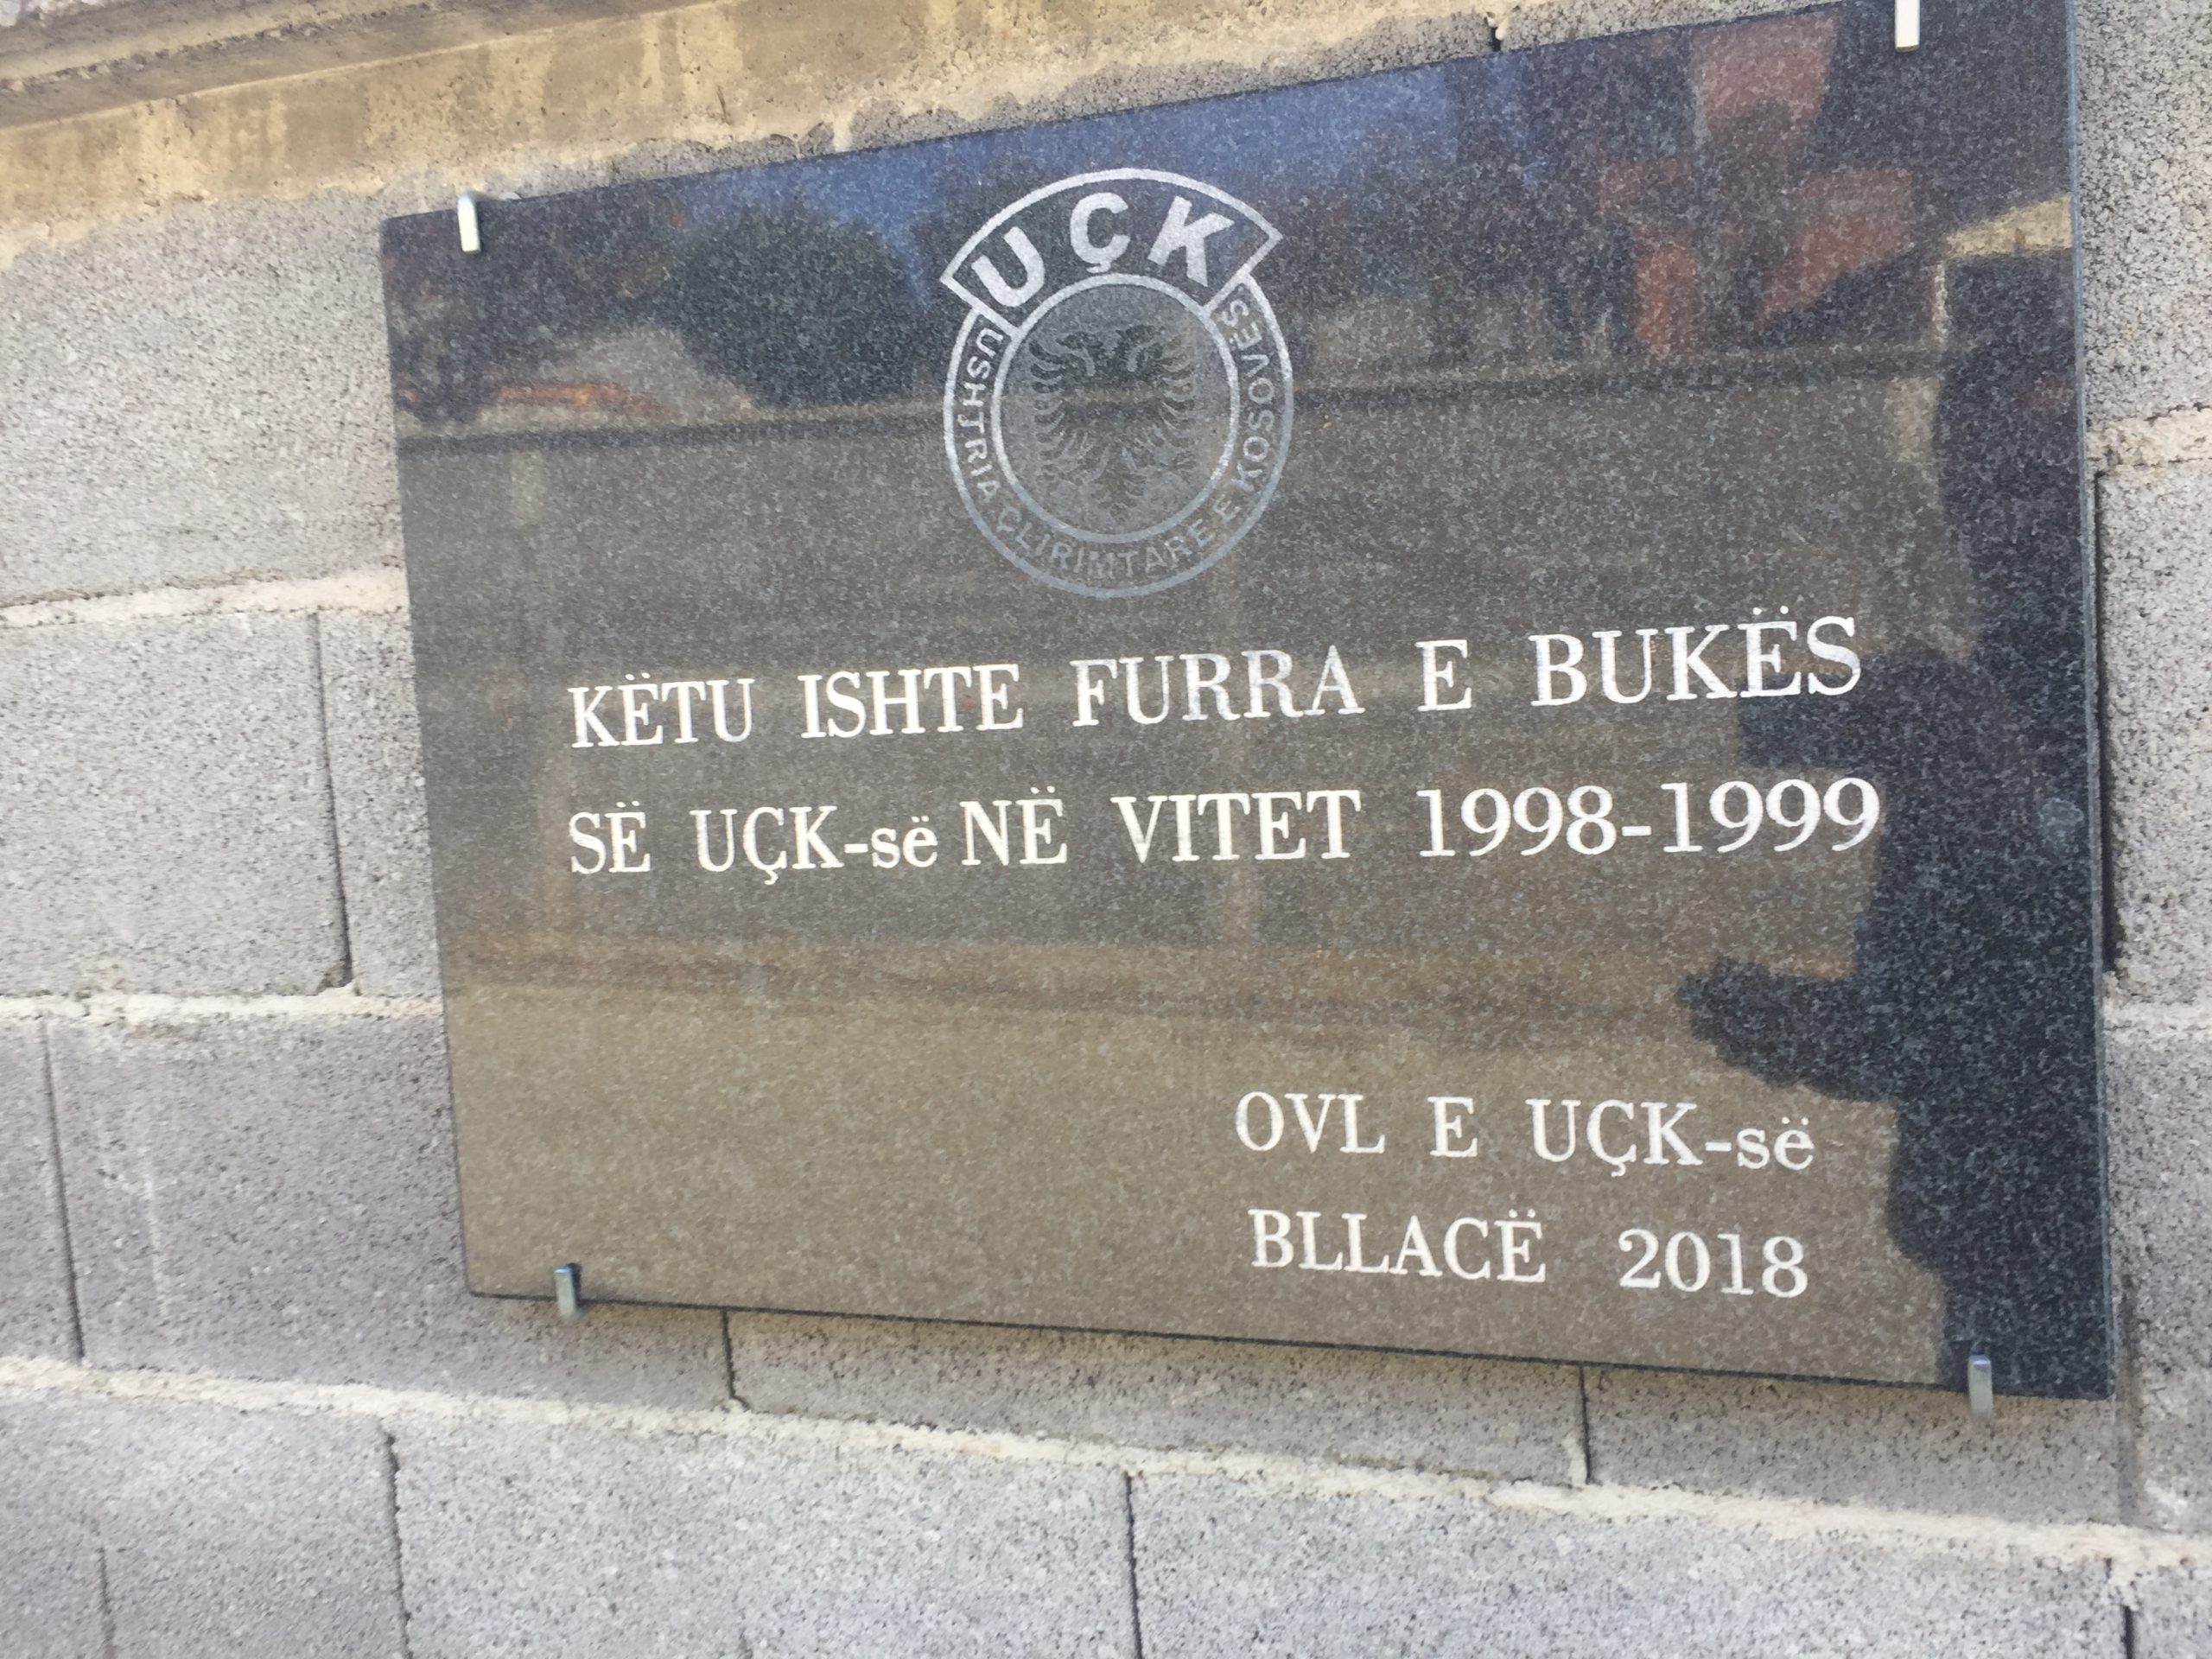 UÇK
USHTRIA ÇLIRIMTARE E KOSOVËS
KËTU ISHTE FURRA E BUKËS
SË UÇK-së NË VITET 1998-1999
OVL E UÇK-së
BLLACË 2018